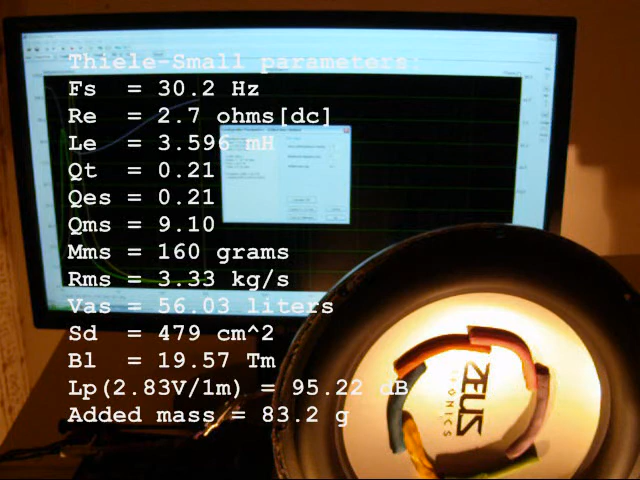 Thiele-Small parameters:
Fs = 30.2 Hz
Re = 2.7 ohms[dc]
Le = 3.596 mH
Qt = 0.21
Qes = 0.21
Qms = 9.10
Mms = 160 grams
Rms = 3.33 kg/s
Vas = 56.03 liters
Sd = 479 cm^2
Bl = 19.57 Tm
Lp(2.83V/1m) = 95.22 dB
Added mass = 83.2 g
ZEUS